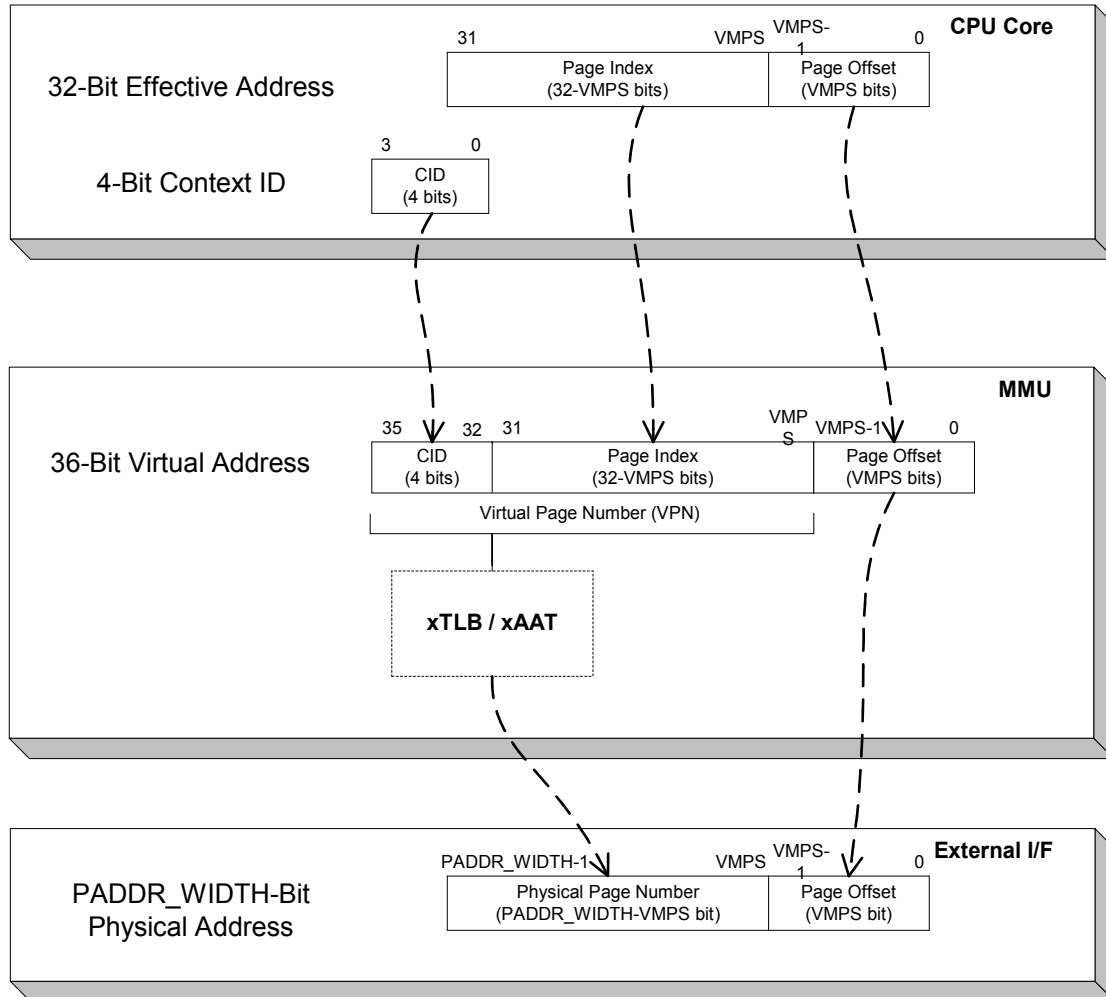 CPU Core
31
VMPS
VMPS-
1
0
Page Index
(32-VMPS bits)
Page Offset
(VMPS bits)
32-Bit Effective Address
3
0
CID
(4 bits)
4-Bit Context ID
MMU
35
32
31
VMP
S
VMPS-1
0
36-Bit Virtual Address
CID
(4 bits)
Page Index
(32-VMPS bits)
Page Offset
(VMPS bits)
Virtual Page Number (VPN)
xTLB / xAAT
External I/F
PADDR_WIDTH-1
VMPS
VMPS-
1
0
PADDR_WIDTH-Bit
Physical Address
Physical Page Number
(PADDR_WIDTH-VMPS bit)
Page Offset
(VMPS bit)